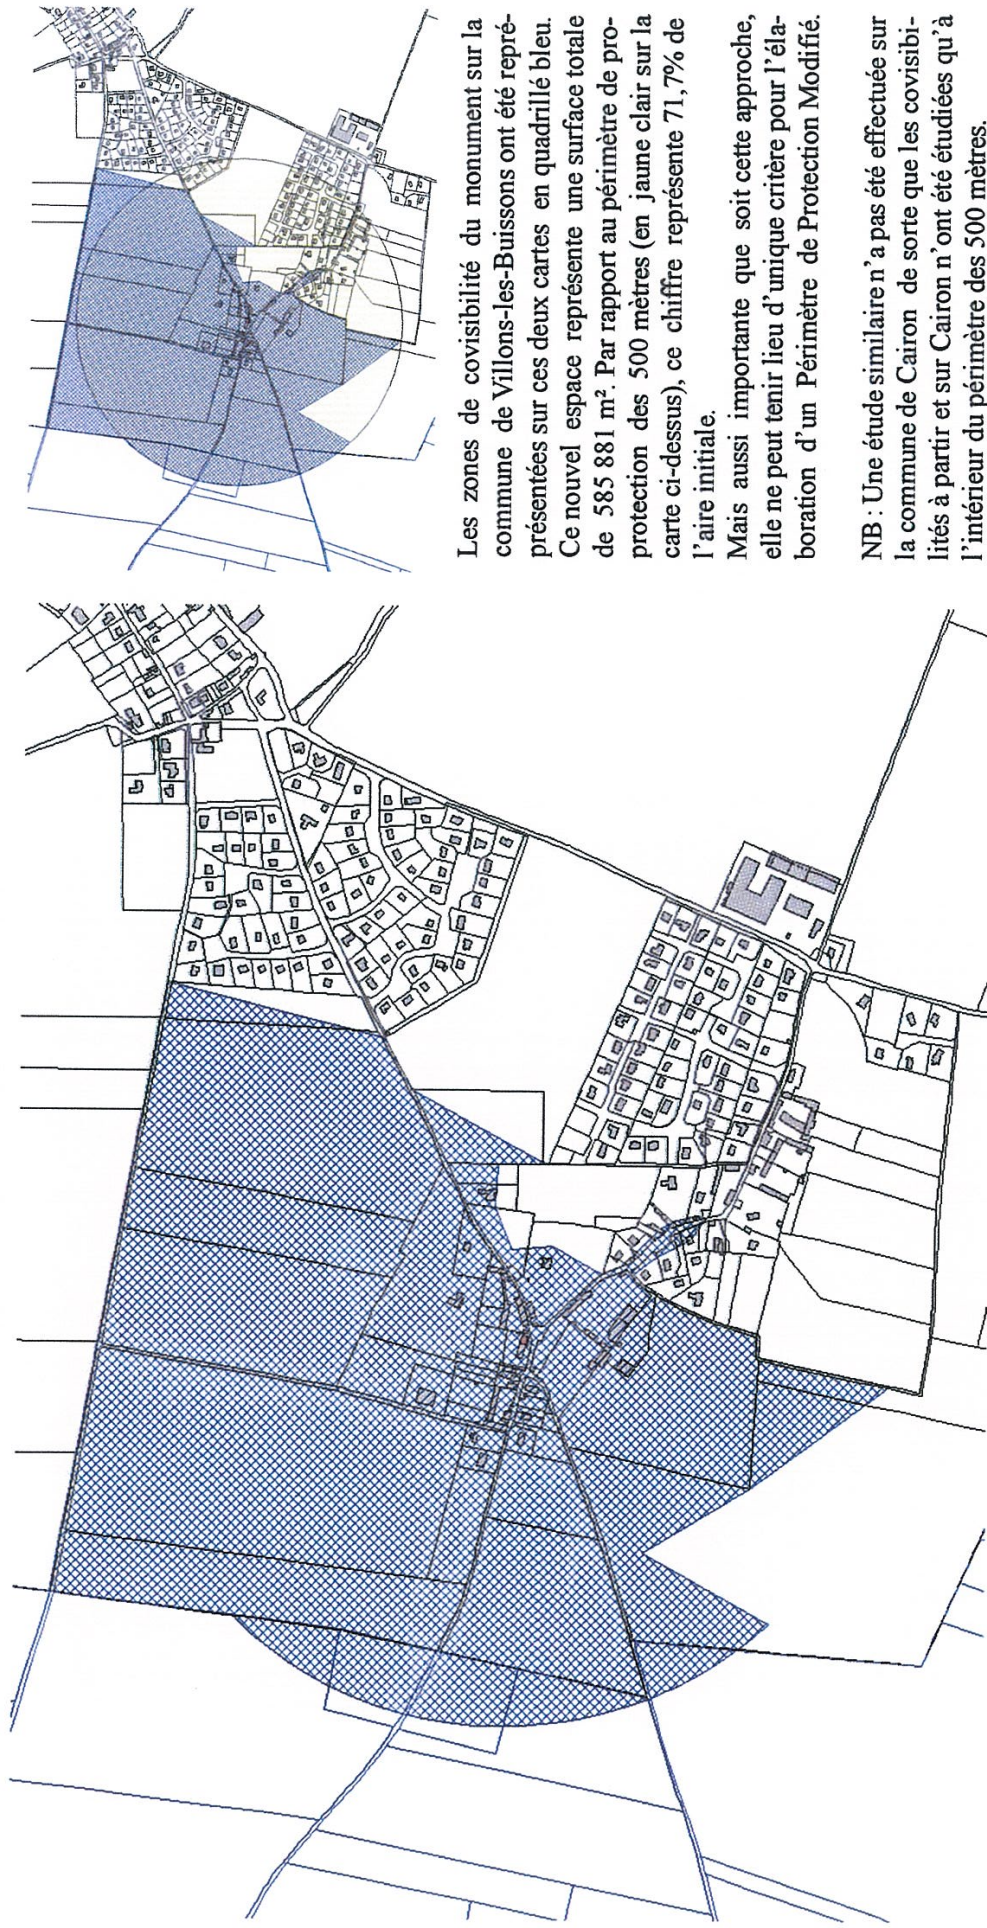 Les zones de covisibilité du monument sur la
commune de Villons-les-Buissons ont été repré-
présentées sur ces deux cartes en quadrillé bleu.
Ce nouvel espace représente une surface totale
de 585 881 m². Par rapport au périmètre de pro-
protection des 500 mètres (en jaune clair sur la
carte ci-dessus), ce chiffre représente 71,7% de
l'aire initiale.
Mais aussi importante que soit cette approche,
elle ne peut tenir lieu d'unique critère pour l'éla-
boration d'un Périmètre de Protection Modifié.
NB : Une étude similaire n'a pas été effectuée sur
la commune de Cairon de sorte que les covisibi-
lités à partir et sur Cairon n'ont été étudiées qu'à
l'intérieur du périmètre des 500 mètres.